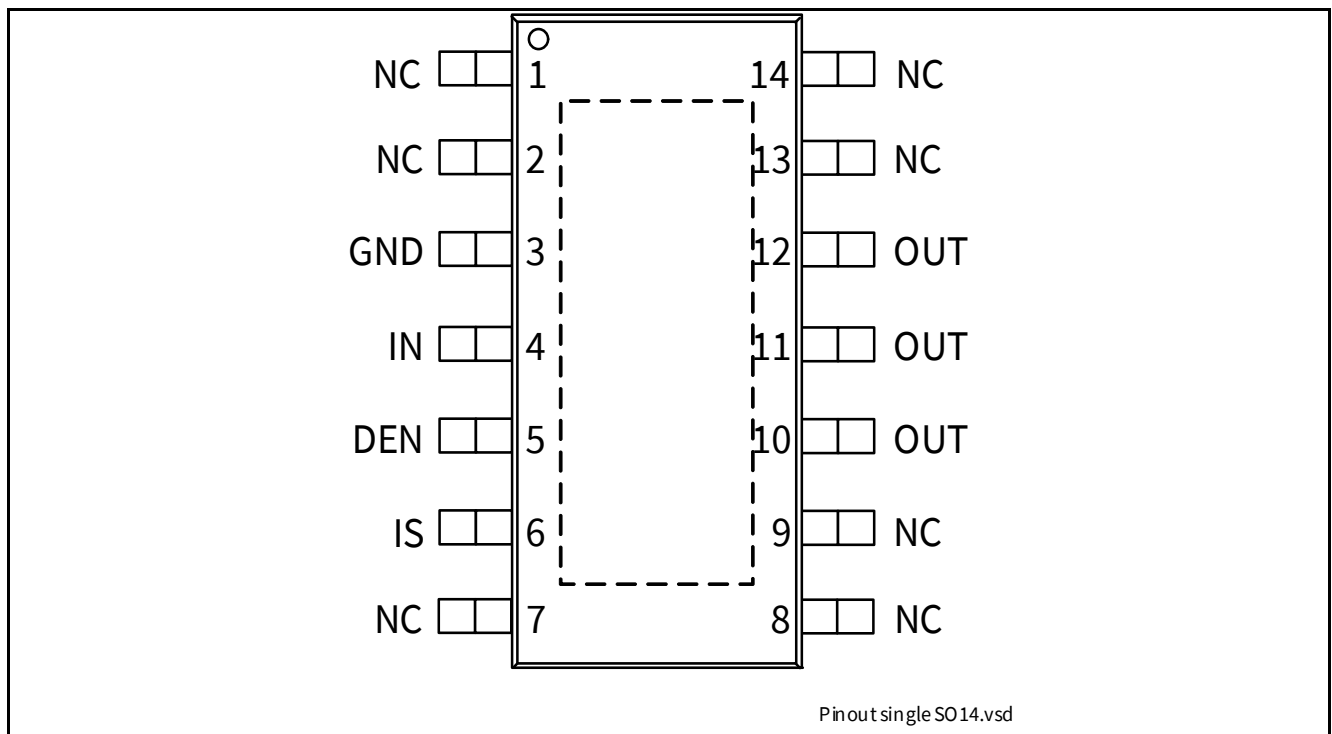 NC 1 14 NC
NC 2 13 NC
GND 3 12 OUT
IN 4 11 OUT
DEN 5 10 OUT
IS 6 9 NC
NC 7 8 NC
Pinout single SO14.vsd